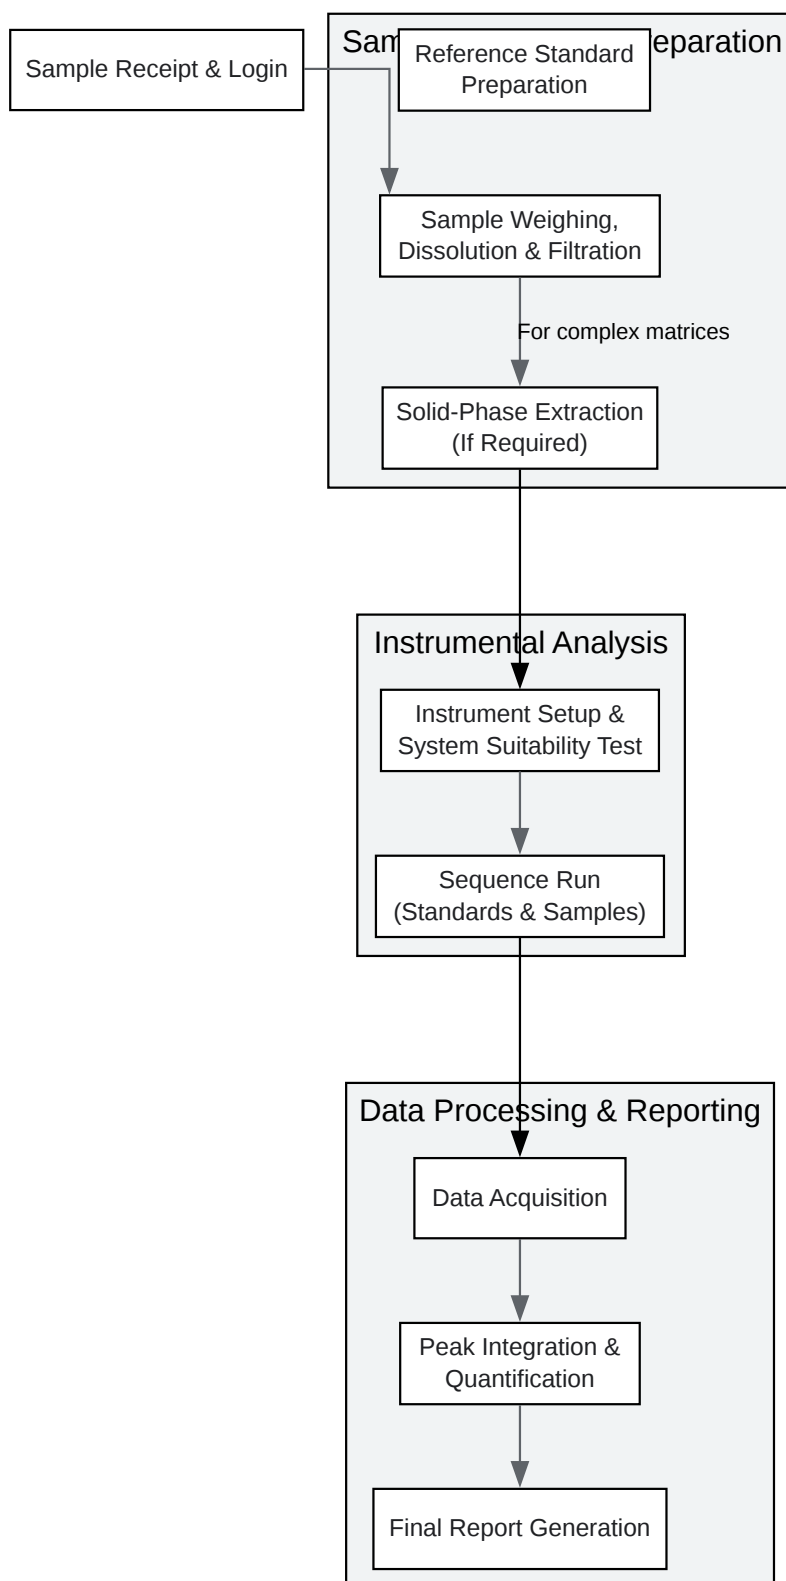 Sample Receipt & Login
Reference Standard
Preparation
Sample Weighing,
Dissolution & Filtration
For complex matrices
Solid-Phase Extraction
(If Required)
Instrumental Analysis
Instrument Setup &
System Suitability Test
Sequence Run
(Standards & Samples)
Data Processing & Reporting
Data Acquisition
Peak Integration &
Quantification
Final Report Generation